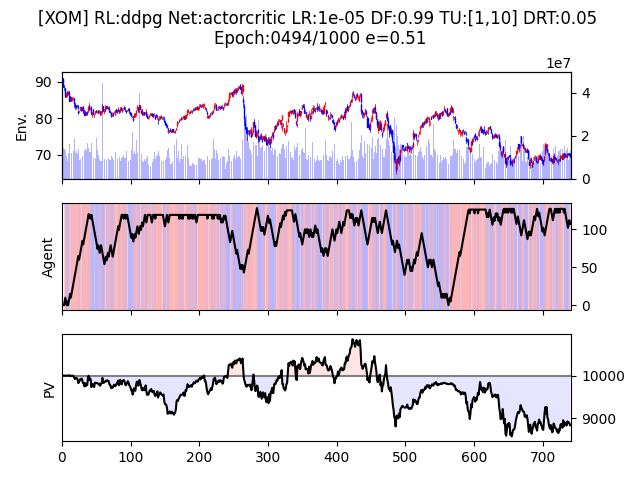 [XOM] RL:ddpg Net:actorcritic LR:1e-05 DF:0.99 TU:[1,10] DRT:0.05
Epoch:0494/1000 e=0.51
1e7
90
80
70
Env.
4
2
0
Agent
100
50
0
PV
10000
9000
0 100 200 300 400 500 600 700